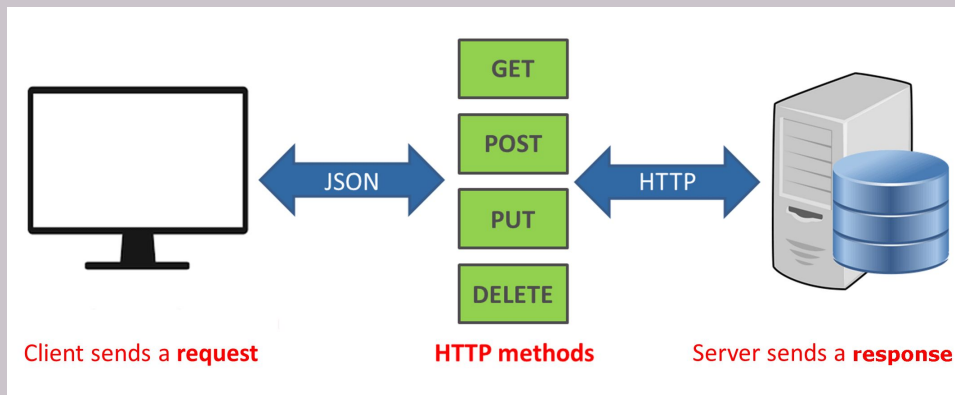 GET
POST
JSON
HTTP
PUT
DELETE
Client sends a request
HTTP methods
Server sends a response